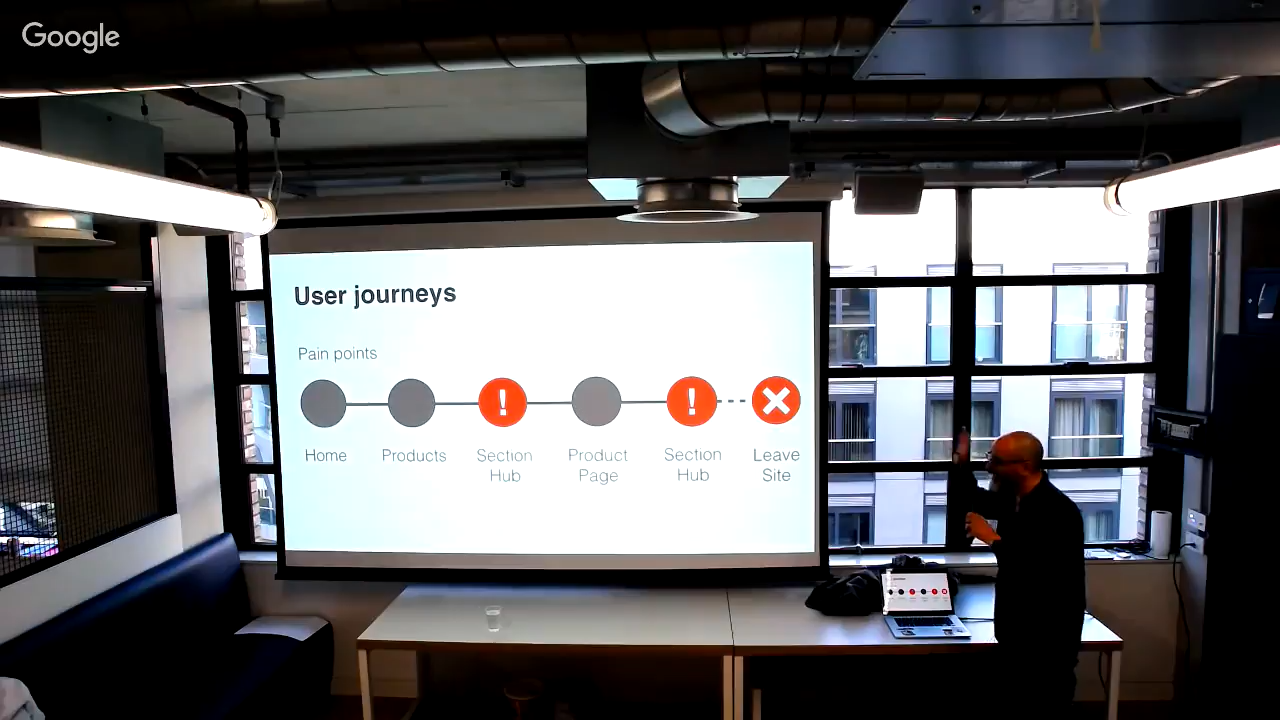 Google
User journeys
Pain points
Home
Products
Section
Hub
Product
Page
Section
Hub
Leave
Site